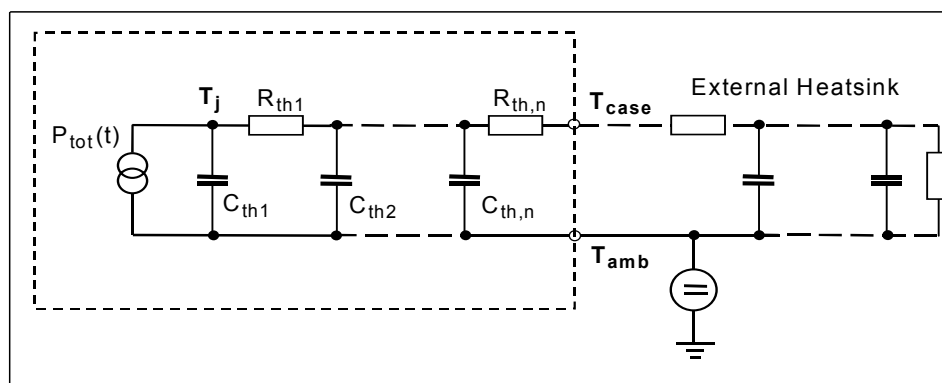 External Heatsink
T_j
R_th1
R_th,n
T_case
P_tot(t)
C_th1
C_th2
C_th,n
T_amb